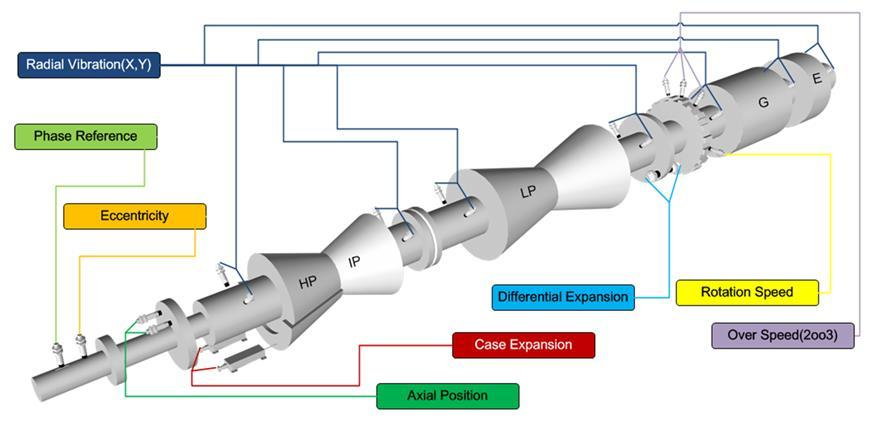 Radial Vibration(X,Y)
Phase Reference
Eccentricity
HP
IP
LP
G
E
Differential Expansion
Rotation Speed
Over Speed(2oo3)
Case Expansion
Axial Position